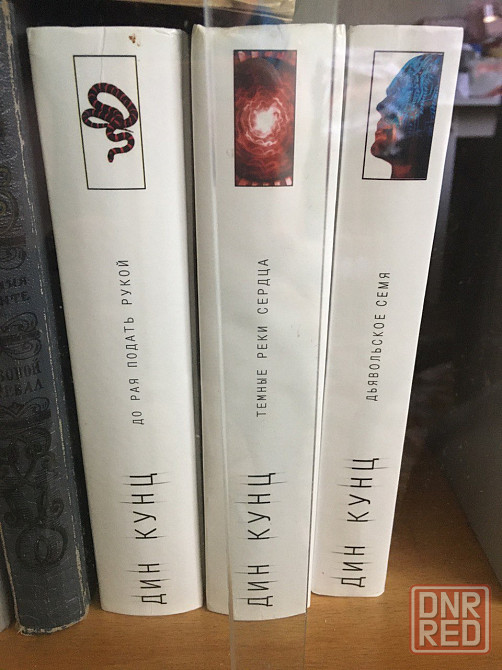 ДО РАЯ ПОДАТЬ РУКОЙ
ДИН КУНЦ
ТЕМНЫЕ РЕКИ СЕРДЦА
ДИН КУНЦ
ДЬЯВОЛЬСКОЕ СЕМЯ
ДИН КУНЦ
DNR
RED